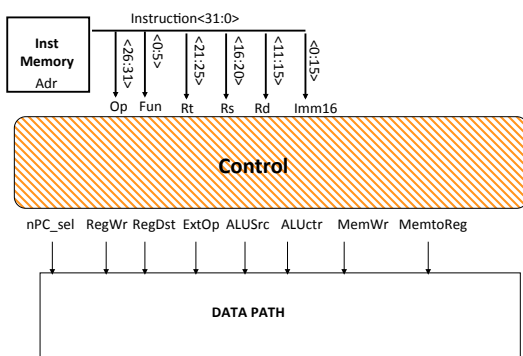 Instruction<31:0>
Inst
Memory
Adr
<26:31>
<0:5>
<21:25>
<16:20>
<11:15>
<0:15>
Op Fun Rt Rs Rd Imm16
Control
nPC_sel RegWr RegDst ExtOp ALUSrc ALUctr MemWr MemtoReg
DATA PATH